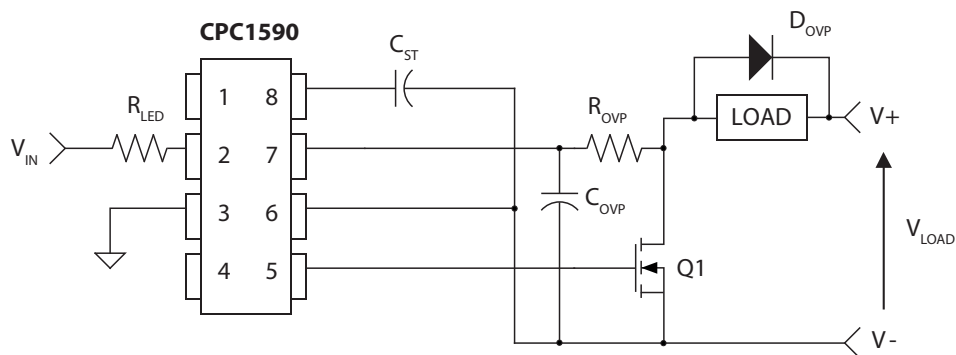 CPC1590
C_ST
D_OVP
R_LED
R_OVP
LOAD
V+
V_IN
1 8
2 7
3 6
4 5
C_OVP
Q1
V_LOAD
V-